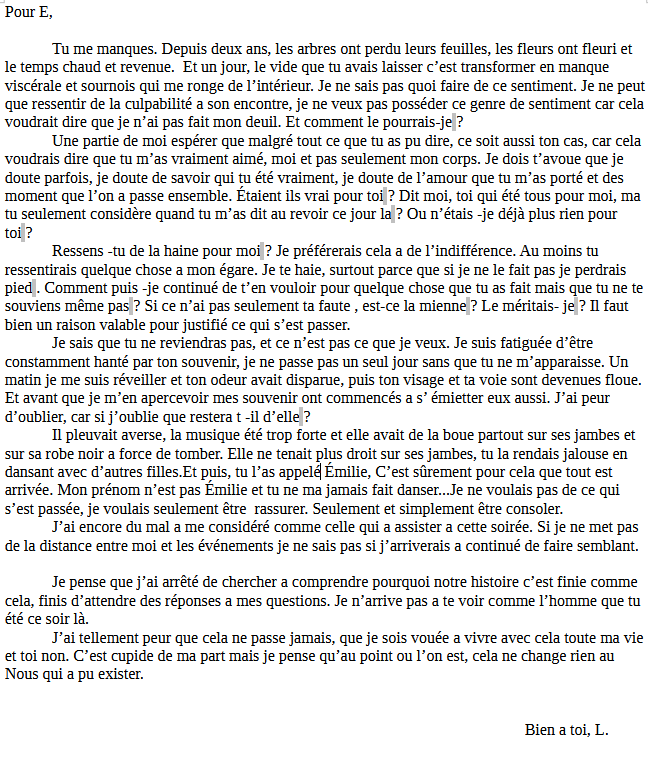 Pour E,
Tu me manques. Depuis deux ans, les arbres ont perdu leurs feuilles, les fleurs ont fleuri et
le temps chaud et revenue.  Et un jour, le vide que tu avais laisser c’est transformer en manque
viscérale et sournois qui me ronge de l’intérieur. Je ne sais pas quoi faire de ce sentiment. Je ne peut
que ressentir de la culpabilité a son encontre, je ne veux pas posséder ce genre de sentiment car cela
voudrait dire que je n’ai pas fait mon deuil. Et comment le pourrais-je ?
Une partie de moi espérer que malgré tout ce que tu as pu dire, ce soit aussi ton cas, car cela
voudrais dire que tu m’as vraiment aimé, moi et pas seulement mon corps. Je dois t’avoue que je
doute parfois, je doute de savoir qui tu été vraiment, je doute de l’amour que tu m’as porté et des
moment que l’on a passe ensemble. Étaient ils vrai pour toi ? Dit moi, toi qui été tous pour moi, ma
tu seulement considère quand tu m’as dit au revoir ce jour la ? Ou n’étais -je déjà plus rien pour
toi ?
Ressens -tu de la haine pour moi ? Je préférerais cela a de l’indifférence. Au moins tu
ressentirais quelque chose a mon égare. Je te haie, surtout parce que si je ne le fait pas je perdrais
pied . Comment puis -je continué de t’en vouloir pour quelque chose que tu as fait mais que tu ne te
souviens même pas ? Si ce n’ai pas seulement ta faute , est-ce la mienne ? Le méritais- je ? Il faut
bien un raison valable pour justifié ce qui s’est passer.
Je sais que tu ne reviendras pas, et ce n’est pas ce que je veux. Je suis fatiguée d’être
constamment hanté par ton souvenir, je ne passe pas un seul jour sans que tu ne m’apparaisse. Un
matin je me suis réveiller et ton odeur avait disparue, puis ton visage et ta voie sont devenues floue.
Et avant que je m’en apercevoir mes souvenir ont commencés a s’ émietter eux aussi. J’ai peur
d’oublier, car si j’oublie que restera t -il d’elle ?
Il pleuvait averse, la musique été trop forte et elle avait de la boue partout sur ses jambes et
sur sa robe noir a force de tomber. Elle ne tenait plus droit sur ses jambes, tu la rendais jalouse en
dansant avec d’autres filles.Et puis, tu l’as appelé Émilie, C’est sûrement pour cela que tout est
arrivée. Mon prénom n’est pas Émilie et tu ne ma jamais fait danser...Je ne voulais pas de ce qui
s’est passée, je voulais seulement être  rassurer. Seulement et simplement être consoler.
J’ai encore du mal a me considéré comme celle qui a assister a cette soirée. Si je ne met pas
de la distance entre moi et les événements je ne sais pas si j’arriverais a continué de faire semblant.
Je pense que j’ai arrêté de chercher a comprendre pourquoi notre histoire c’est finie comme
cela, finis d’attendre des réponses a mes questions. Je n’arrive pas a te voir comme l’homme que tu
été ce soir là.
J’ai tellement peur que cela ne passe jamais, que je sois vouée a vivre avec cela toute ma vie
et toi non. C’est cupide de ma part mais je pense qu’au point ou l’on est, cela ne change rien au
Nous qui a pu exister.
Bien a toi, L.